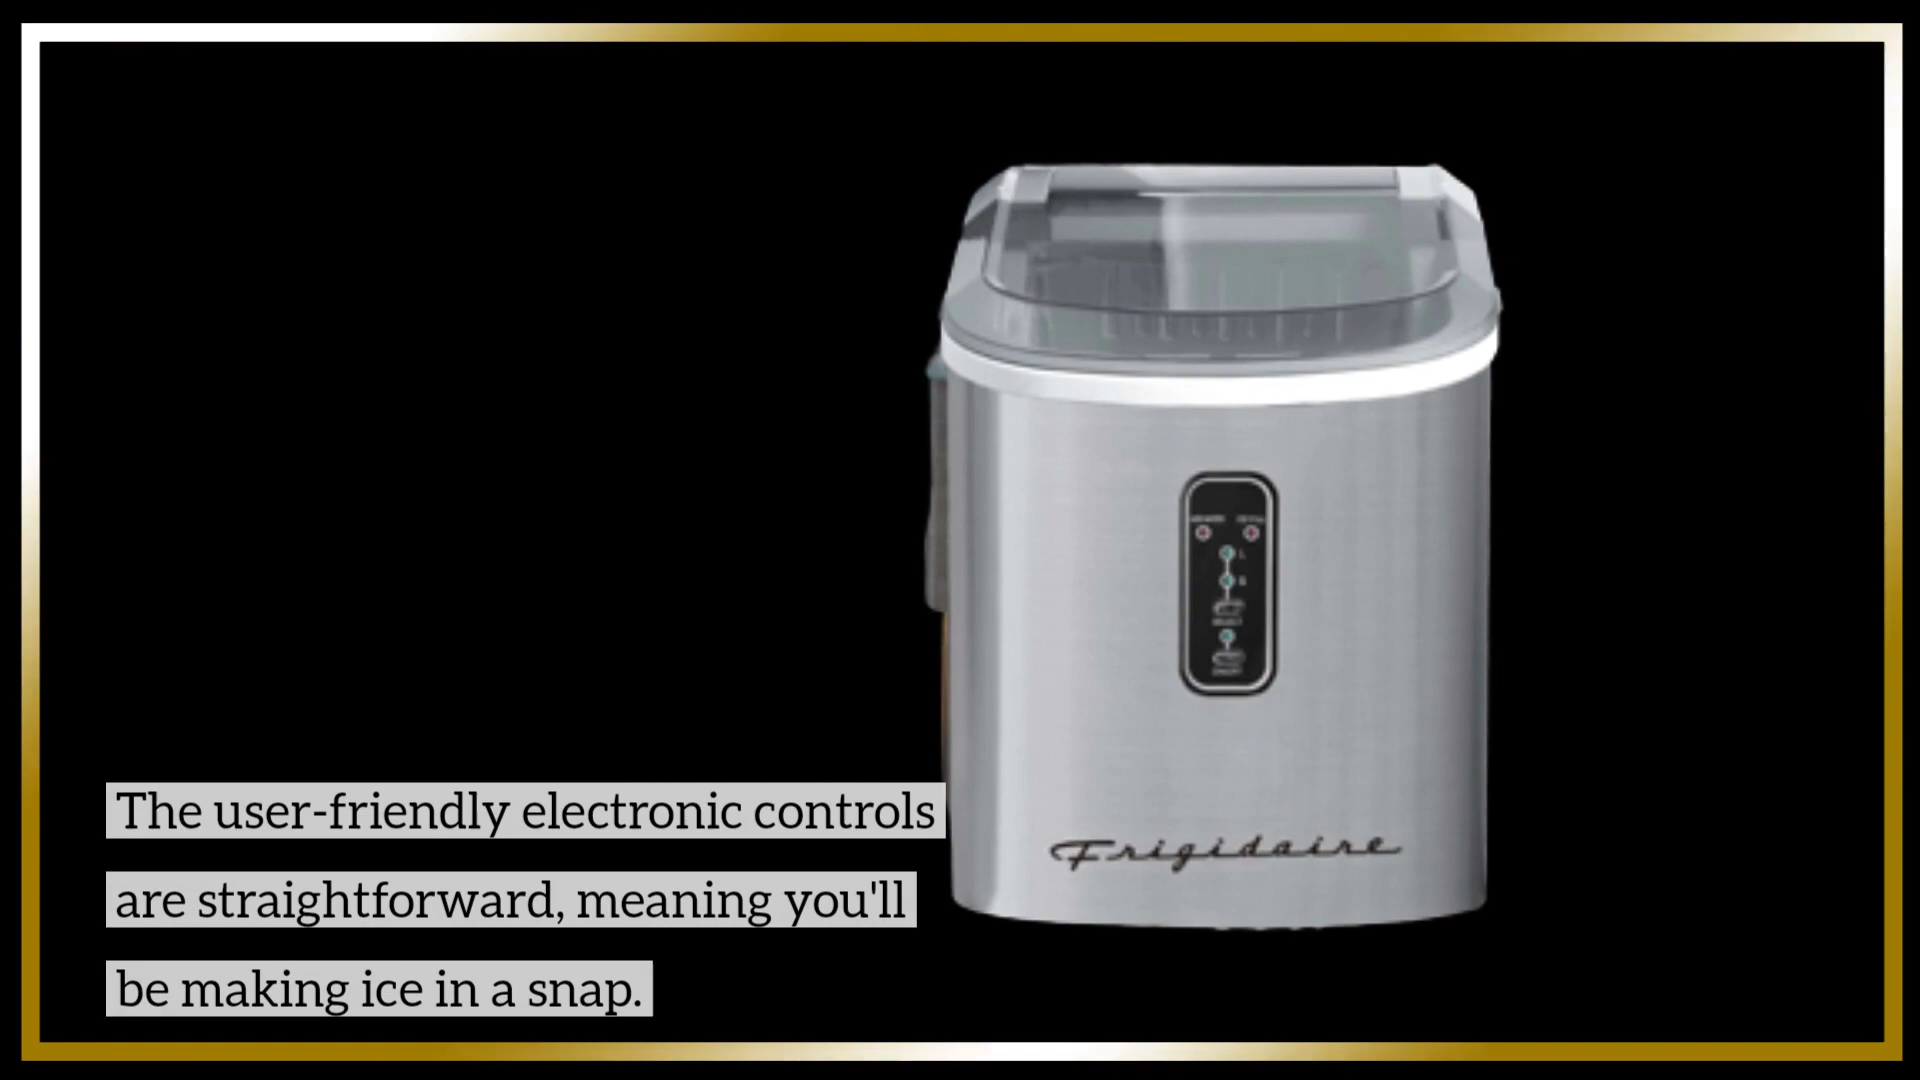 L
Frigidaire
The user-friendly electronic controls
are straightforward, meaning you'll
be making ice in a snap.